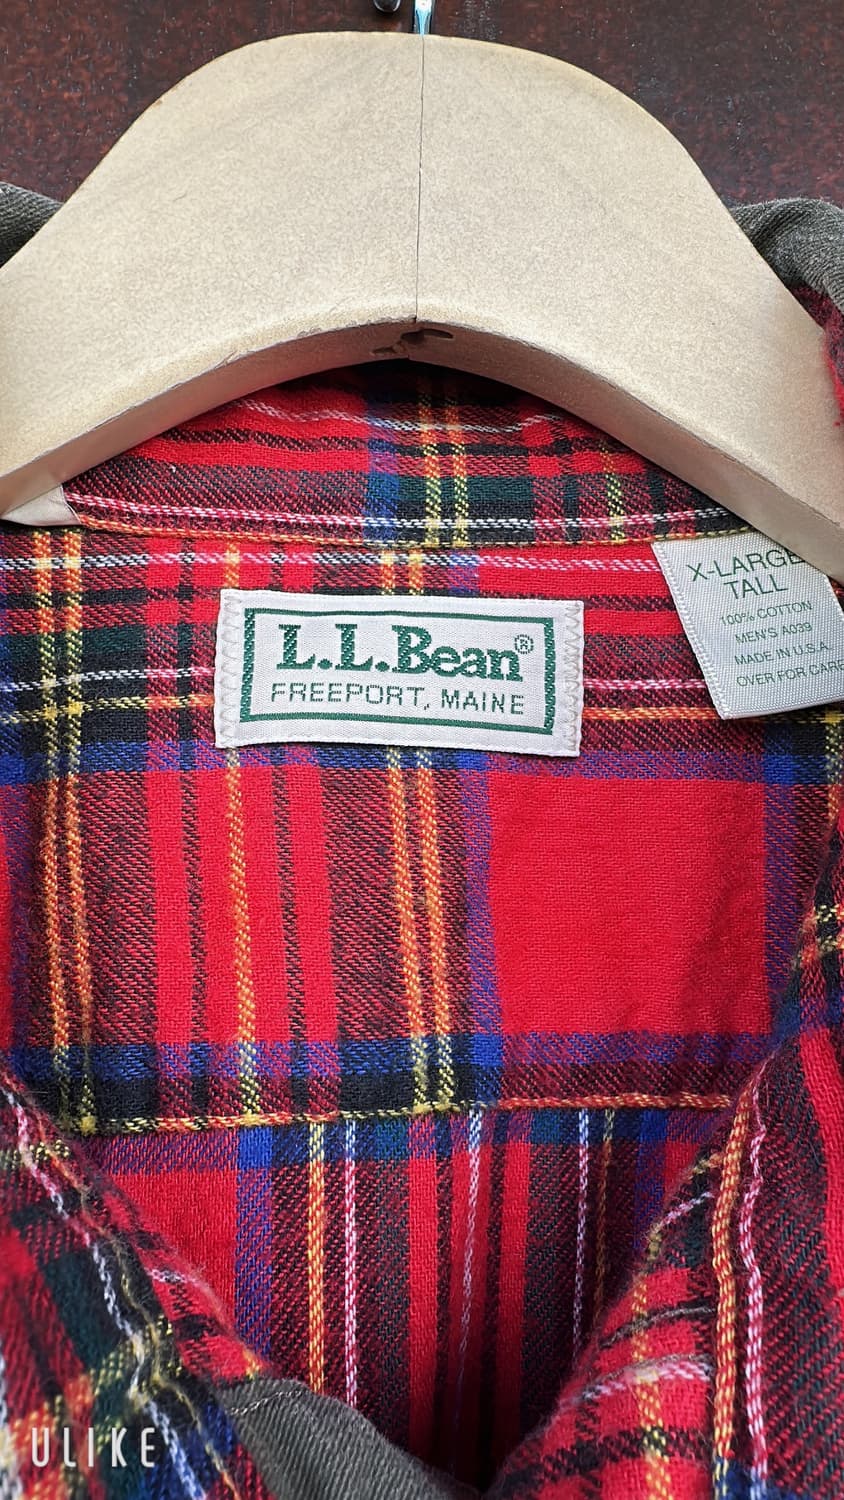 L.L.Bean®
FREEPORT, MAINE
X-LARGE
TALL
100% COTTON
MEN'S A039
MADE IN U.S.A.
OVER FOR CARE
ULIKE